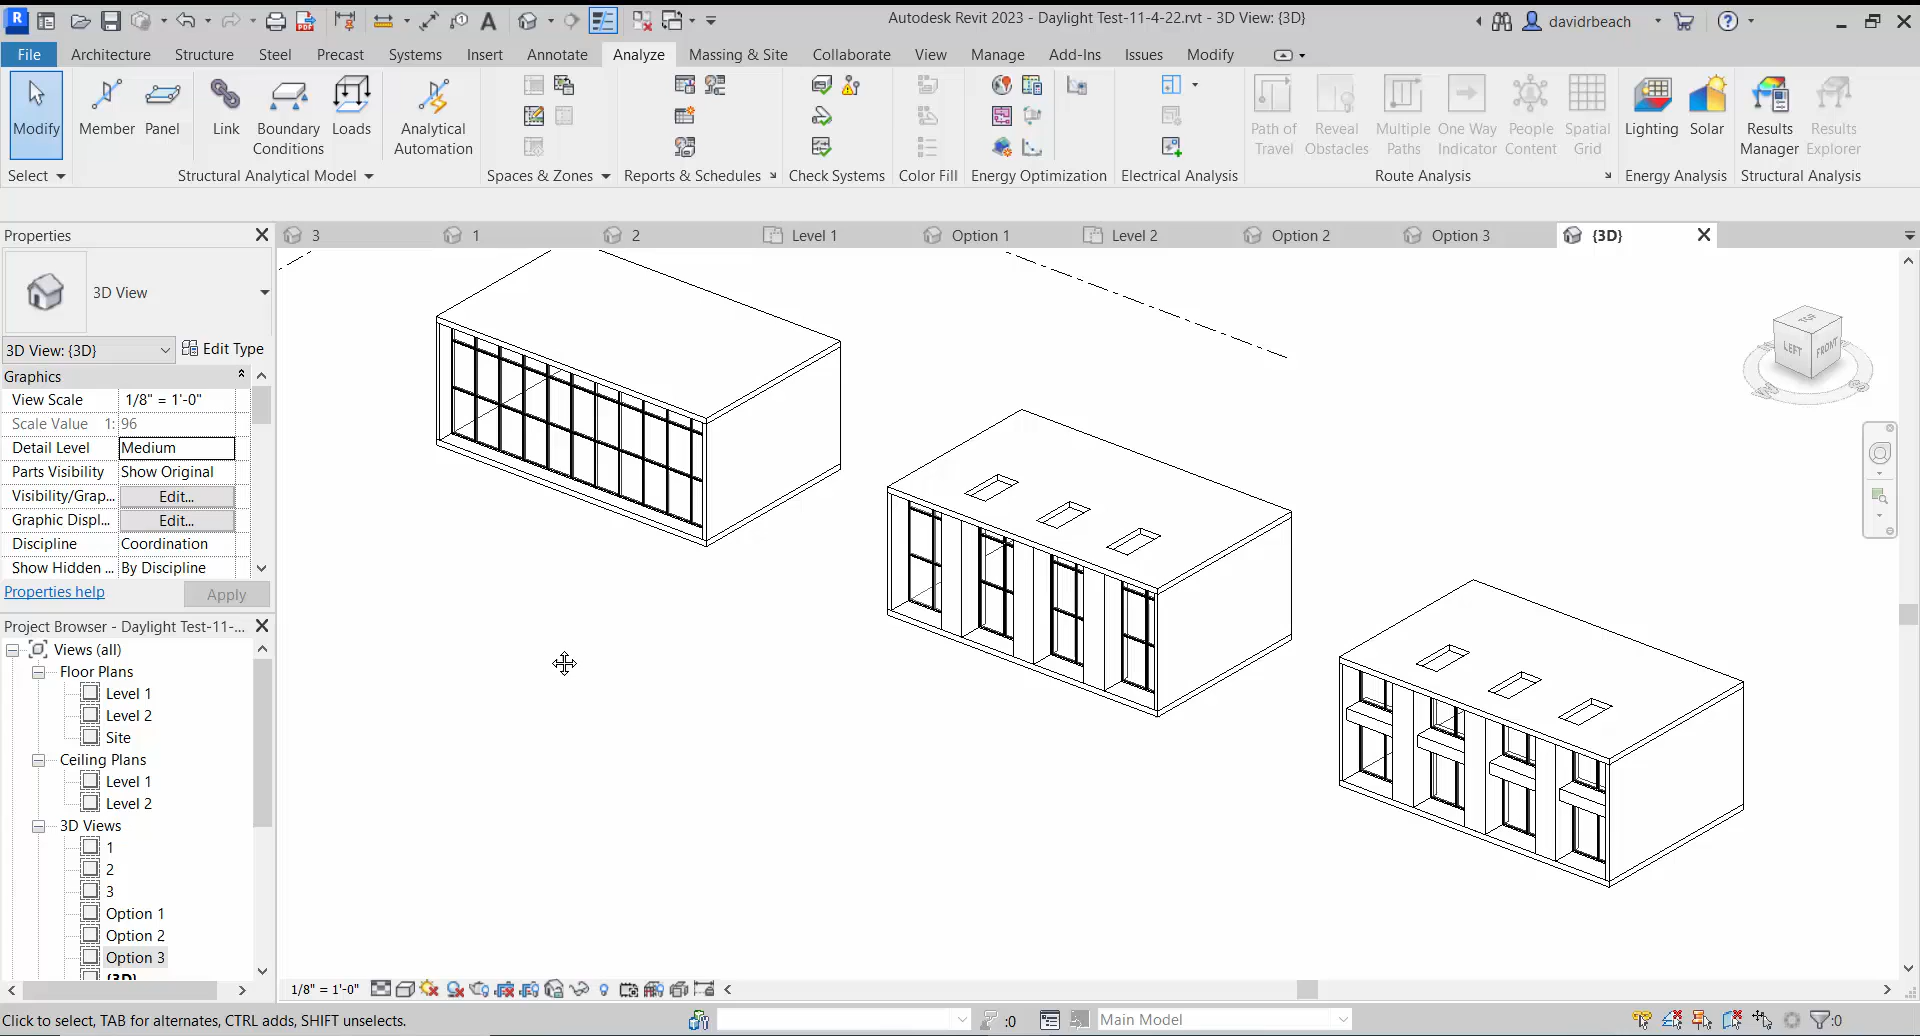 Autodesk Revit 2023 - Daylight Test-11-4-22.rvt - 3D View: {3D}
davidrbeach
File Architecture Structure Steel Precast Systems Insert Annotate Analyze Massing & Site Collaborate View Manage Add-Ins Issues Modify
Modify Member Panel Link Boundary Conditions Loads Analytical Automation
Path of Travel Reveal Obstacles Multiple Paths One Way Indicator People Content Spatial Grid Lighting Solar Results Manager Results Explorer
Select Structural Analytical Model Spaces & Zones Reports & Schedules Check Systems Color Fill Energy Optimization Electrical Analysis Route Analysis Energy Analysis Structural Analysis
Properties
3 1 2 Level 1 Option 1 Level 2 Option 2 Option 3 {3D}
3D View
3D View: {3D} Edit Type
Graphics
View Scale 1/8" = 1'-0"
Scale Value 1: 96
Detail Level Medium
Parts Visibility Show Original
Visibility/Grap... Edit...
Graphic Displ... Edit...
Discipline Coordination
Show Hidden ... By Discipline
Properties help Apply
Project Browser - Daylight Test-11-...
Views (all)
Floor Plans
Level 1
Level 2
Site
Ceiling Plans
Level 1
Level 2
3D Views
1
2
3
Option 1
Option 2
Option 3
{3D}
TOP
LEFT FRONT
1/8" = 1'-0"
Click to select, TAB for alternates, CTRL adds, SHIFT unselects.
:0
Main Model
:0